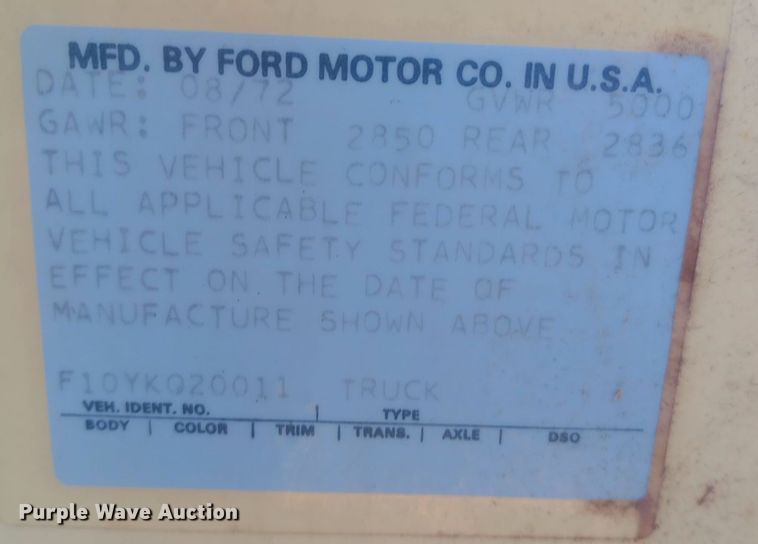 MFD. BY FORD MOTOR CO. IN U.S.A.
DATE: 08/72 GVWR 5000
GAWR: FRONT 2850 REAR 2836
THIS VEHICLE CONFORMS TO
ALL APPLICABLE FEDERAL MOTOR
VEHICLE SAFETY STANDARDS IN
EFFECT ON THE DATE OF
MANUFACTURE SHOWN ABOVE
F10YKQ20011 TRUCK
VEH. IDENT. NO. | TYPE
BODY | COLOR | TRIM | TRANS. | AXLE | DSO
Purple Wave Auction